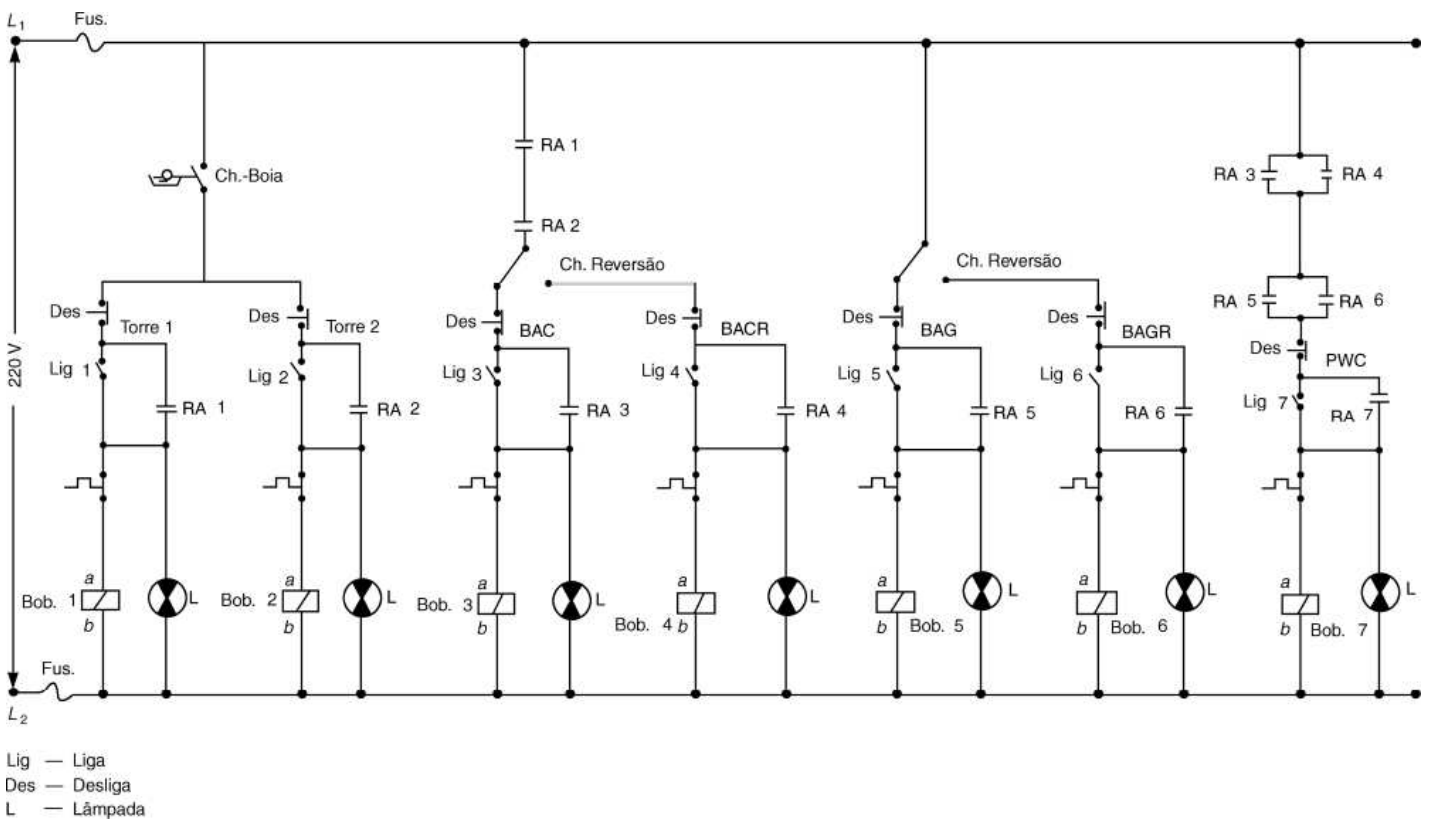 L1 Fus.
RA 1
Ch.-Boia
RA 3 RA 4
RA 2
Ch. Reversão
Ch. Reversão
Des Torre 1
Des Torre 2
Des BAC
Des BACR
Des BAG
Des BAGR
RA 5 RA 6
Des PWC
220 V
Lig 1
RA 1
Lig 2
RA 2
Lig 3
RA 3
Lig 4
RA 4
Lig 5
RA 5
Lig 6
RA 6
Lig 7
RA 7
a
Bob. 1 L
b
a
Bob. 2 L
b
a
Bob. 3 L
b
a
L
Bob. 4 b
a
L
b Bob. 5
a
L
b Bob. 6
a
L
b Bob. 7
Fus.
L2
Lig — Liga
Des — Desliga
L — Lâmpada